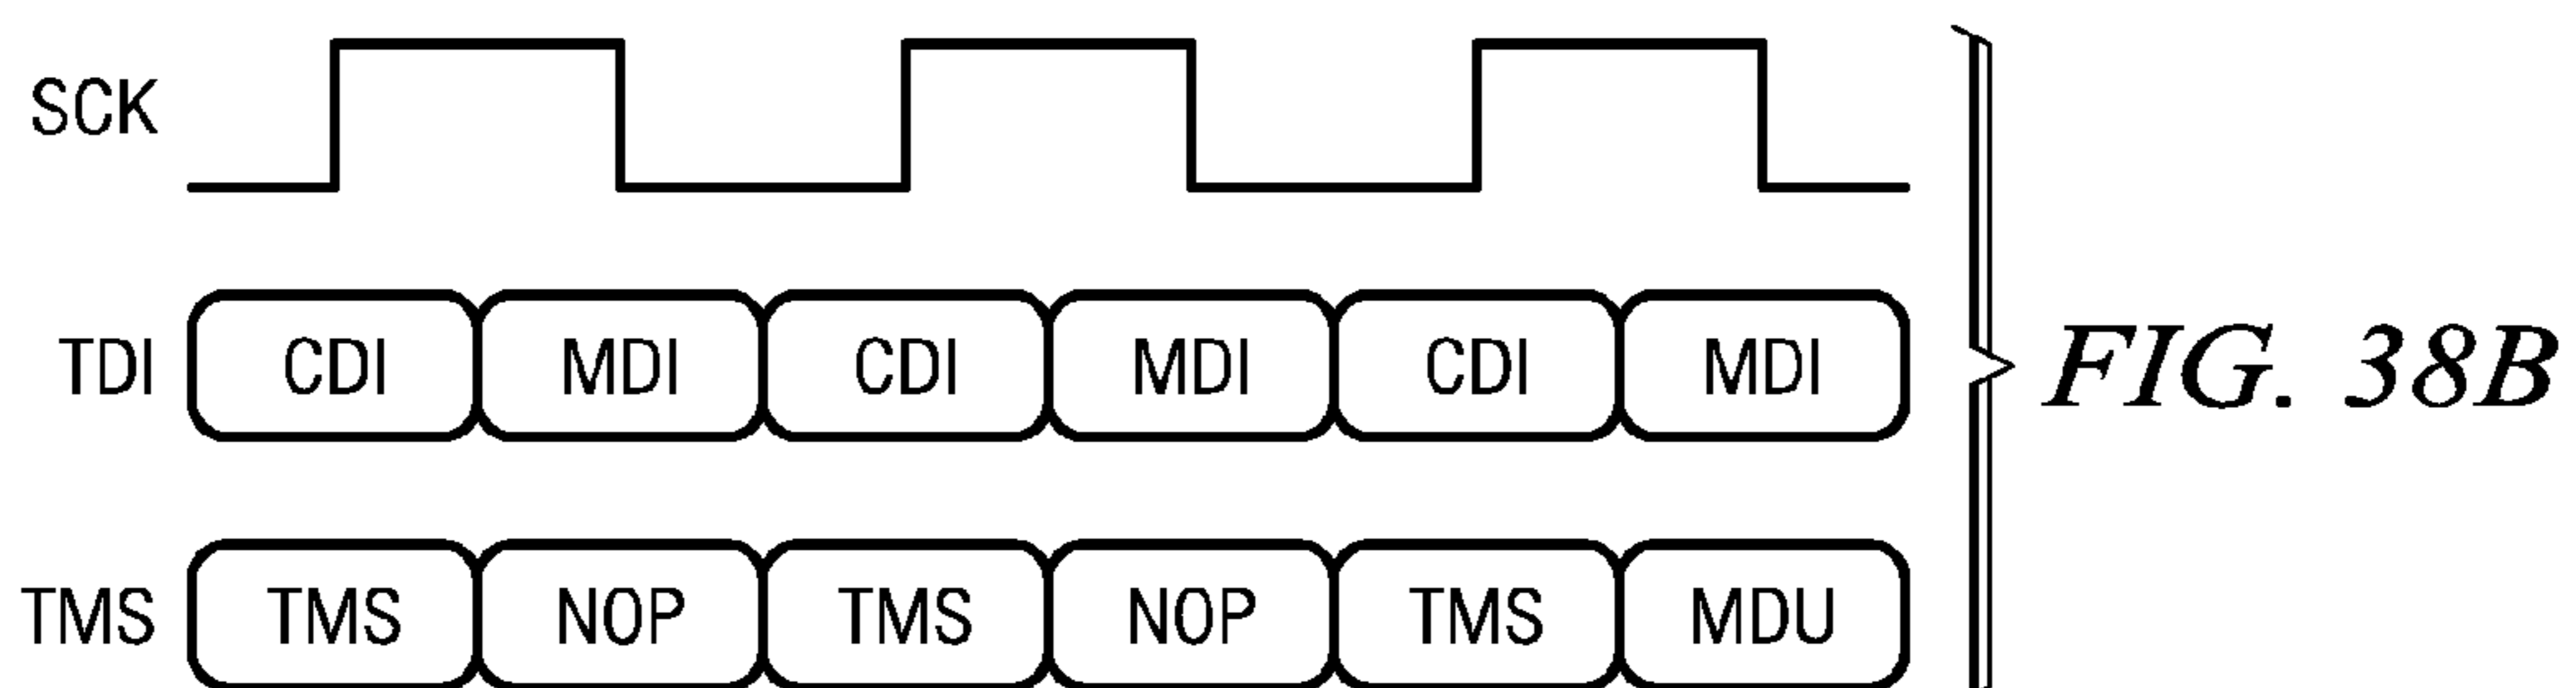 SCK
TDI CDI MDI CDI MDI CDI MDI
FIG. 38B
TMS TMS NOP TMS NOP TMS MDU